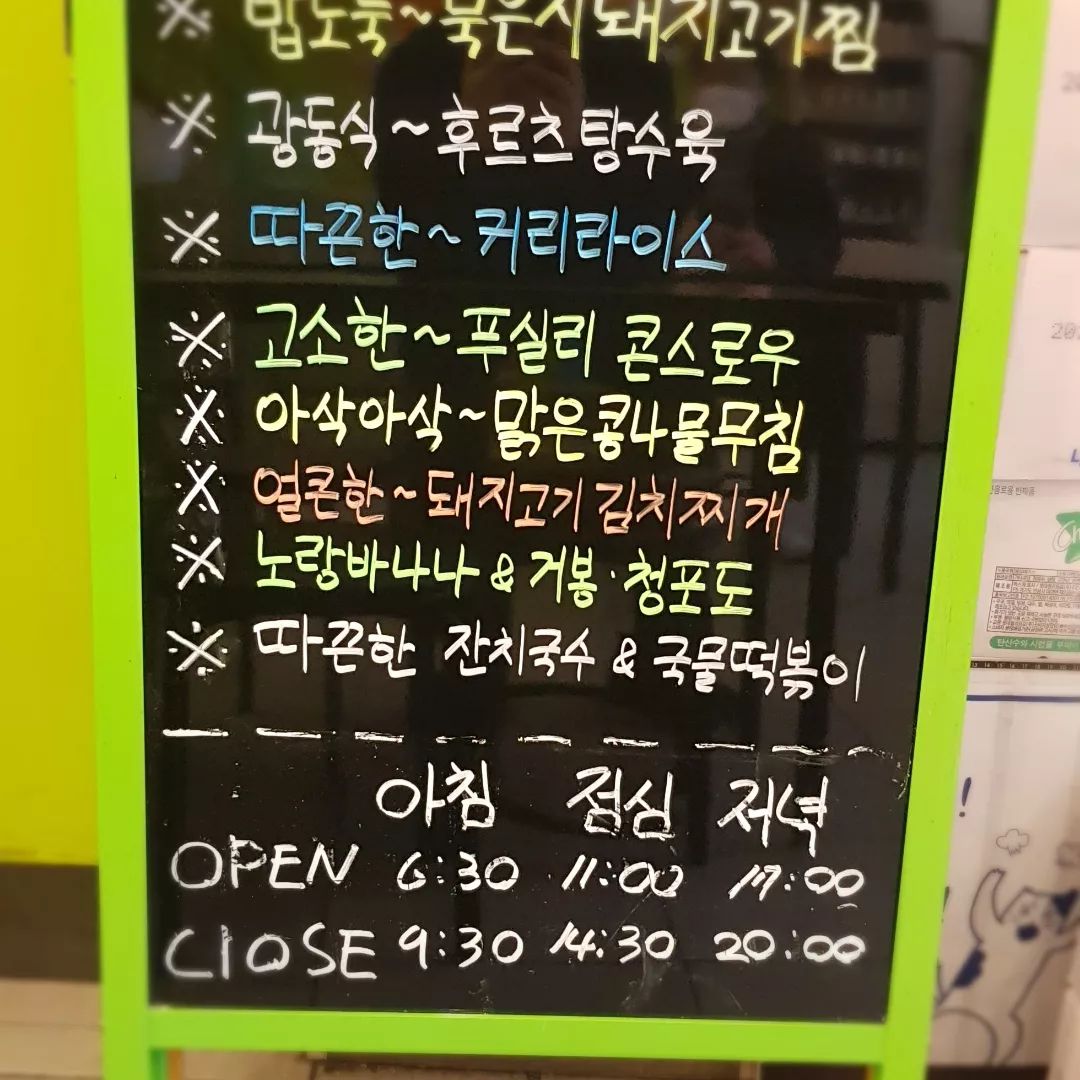 ※ 밥도둑~묵은지돼지고기찜
※ 광동식~후르츠탕수육
※ 따끈한~커리라이스
※ 고소한~푸실리 콘스로우
※ 아삭아삭~맑은콩나물무침
※ 얼큰한~돼지고기김치찌개
※ 노랑바나나&거봉·청포도
※ 따끈한 잔치국수&국물떡볶이
아침 점심 저녁
OPEN 6:30 11:00 17:00
ClOSE 9:30 14:30 20:00